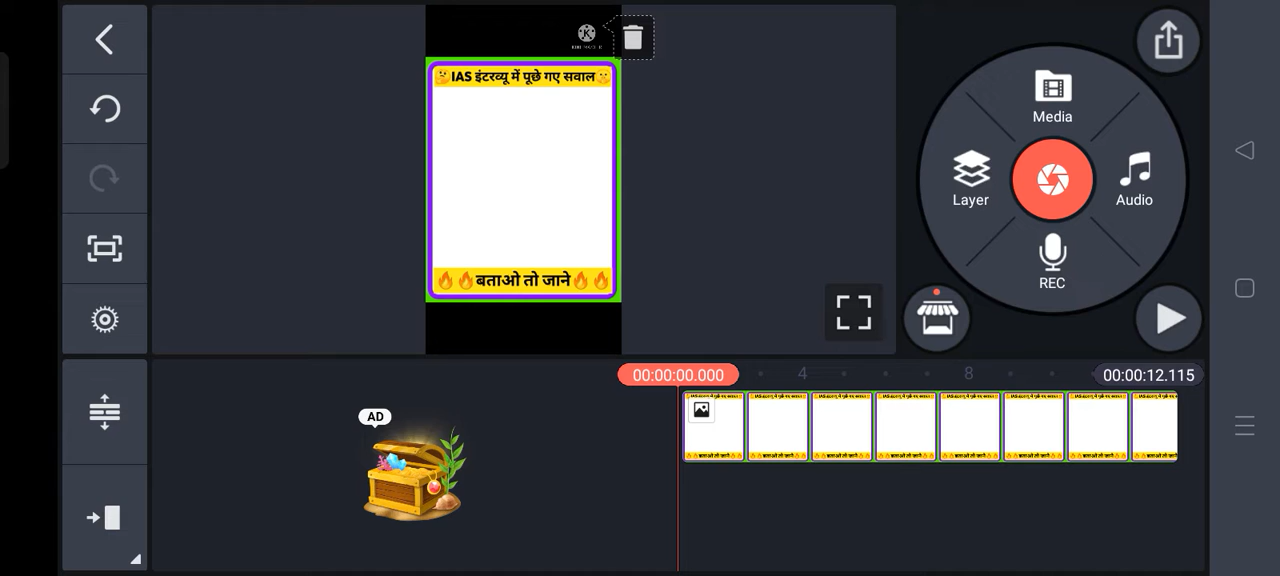 🤔IAS इंटरव्यू में पूछे गए सवाल🤫
🔥🔥बताओ तो जाने🔥🔥
Media
Layer
Audio
REC
00:00:00.000
4
8
00:00:12.115
AD